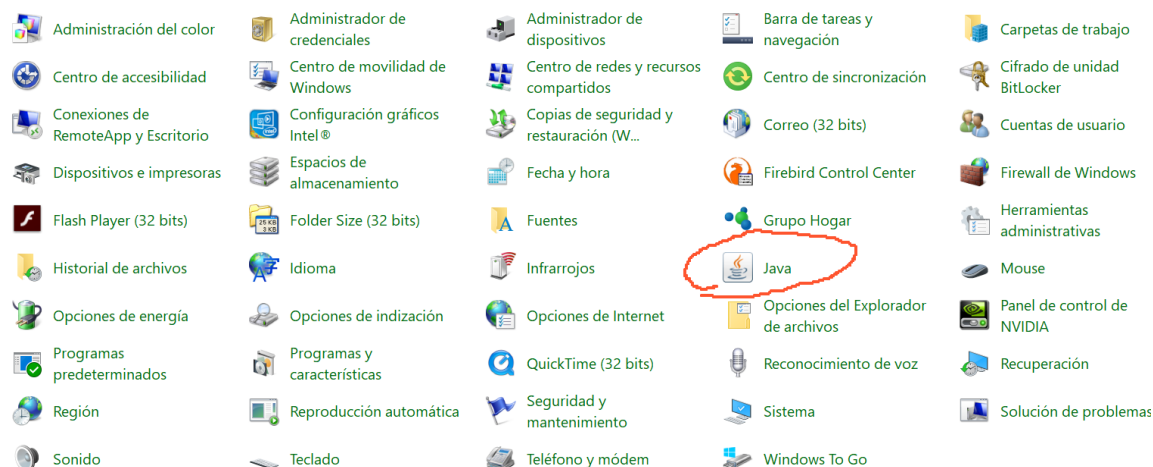 Administración del color
Administrador de
credenciales
Administrador de
dispositivos
Barra de tareas y
navegación
Carpetas de trabajo
Centro de accesibilidad
Centro de movilidad de
Windows
Centro de redes y recursos
compartidos
Centro de sincronización
Cifrado de unidad
BitLocker
Conexiones de
RemoteApp y Escritorio
Configuración gráficos
Intel®
Copias de seguridad y
restauración (W...
Correo (32 bits)
Cuentas de usuario
Dispositivos e impresoras
Espacios de
almacenamiento
Fecha y hora
Firebird Control Center
Firewall de Windows
Flash Player (32 bits)
Folder Size (32 bits)
Fuentes
Grupo Hogar
Herramientas
administrativas
Historial de archivos
Idioma
Infrarrojos
Java
Mouse
Opciones de energía
Opciones de indización
Opciones de Internet
Opciones del Explorador
de archivos
Panel de control de
NVIDIA
Programas
predeterminados
Programas y
características
QuickTime (32 bits)
Reconocimiento de voz
Recuperación
Región
Reproducción automática
Seguridad y
mantenimiento
Sistema
Solución de problemas
Sonido
Teclado
Teléfono y módem
Windows To Go